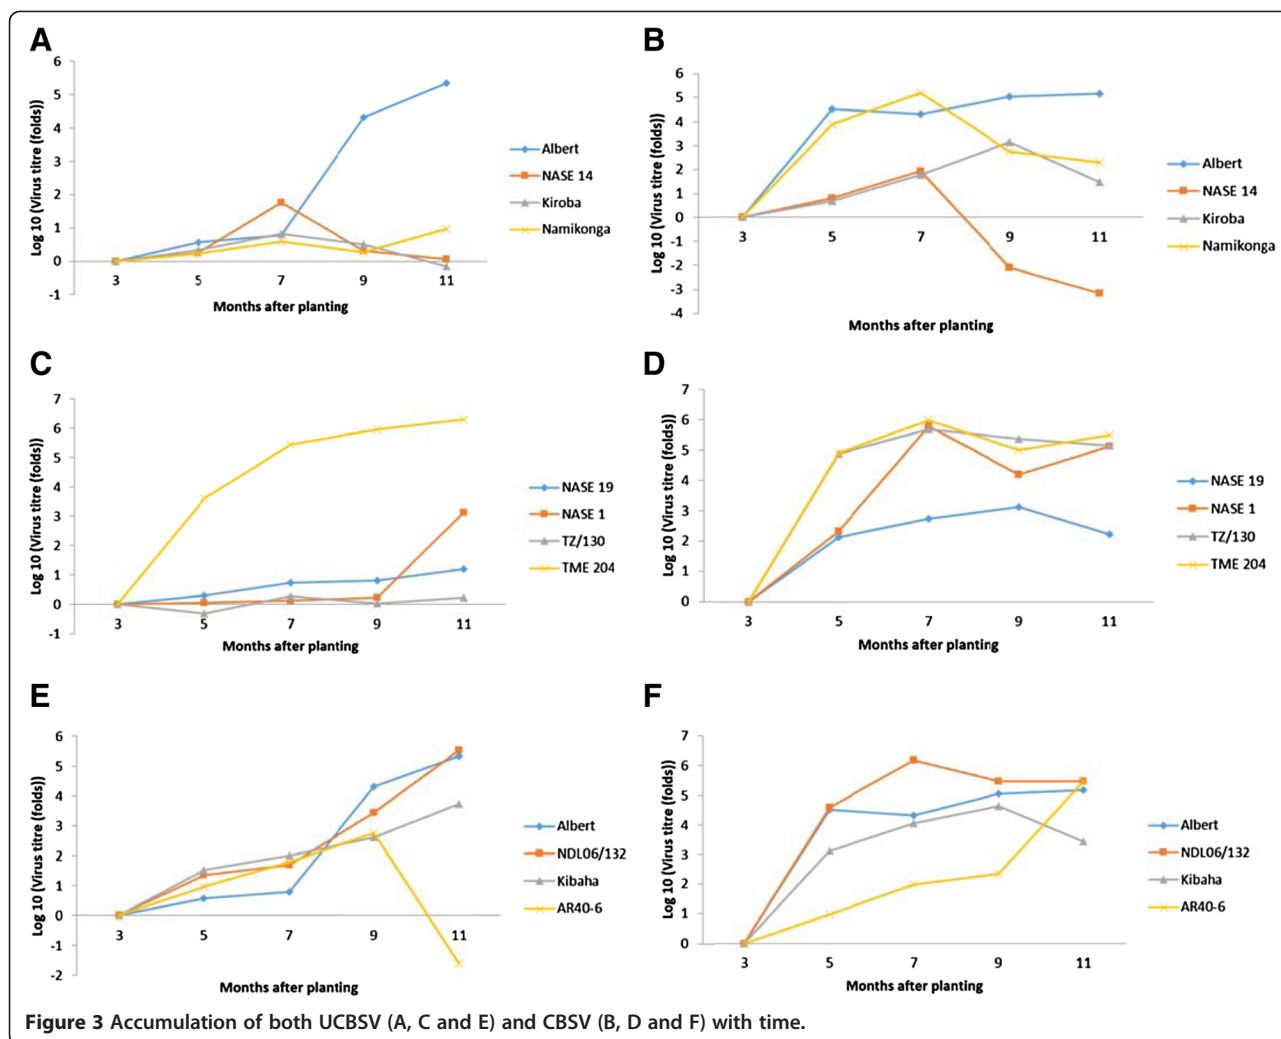 A
Log 10 (Virus titre (folds))
6
5
4
3
2
1
0
-1
3 5 7 9 11
Months after planting
Albert
NASE 14
Kiroba
Namikonga
B
Log 10 (Virus titre (folds))
6
5
4
3
2
1
0
-1
-2
-3
-4
3 5 7 9 11
Months after planting
Albert
NASE 14
Kiroba
Namikonga
C
Log 10 (Virus titre (folds))
7
6
5
4
3
2
1
0
-1
3 5 7 9 11
Months after planting
NASE 19
NASE 1
TZ/130
TME 204
D
Log 10 (Virus titre (folds))
7
6
5
4
3
2
1
0
3 5 7 9 11
Months after planting
NASE 19
NASE 1
TZ/130
TME 204
E
Log 10 (Virus titre (folds))
6
5
4
3
2
1
0
-1
-2
3 5 7 9 11
Months after planting
Albert
NDL06/132
Kibaha
AR40-6
F
Log 10 (Virus titre (folds))
7
6
5
4
3
2
1
0
3 5 7 9 11
Months after planting
Albert
NDL06/132
Kibaha
AR40-6
Figure 3 Accumulation of both UCBSV (A, C and E) and CBSV (B, D and F) with time.